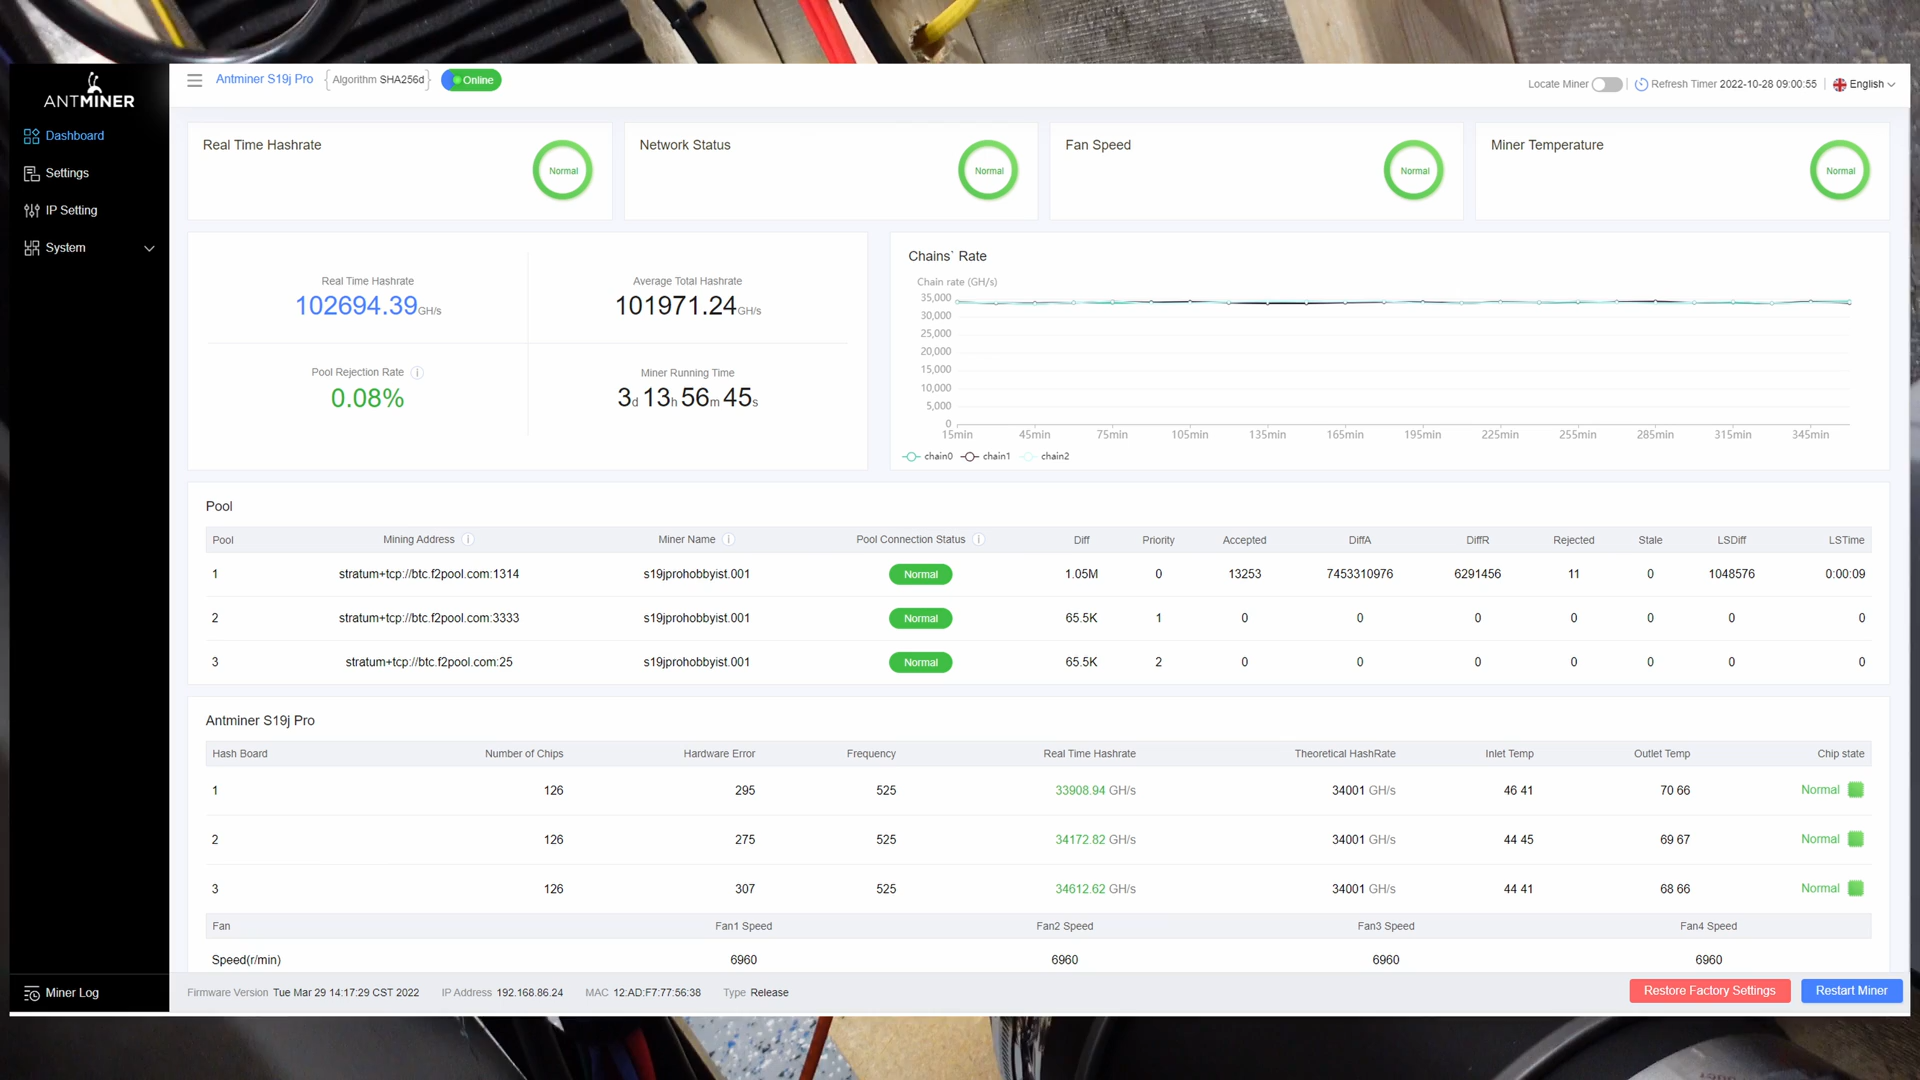 ANTMINER
Antminer S19j Pro
Algorithm SHA256d
Online
Locate Miner
Refresh Timer 2022-10-28 09:00:55
English
Dashboard
Settings
IP Setting
System
Real Time Hashrate
Normal
Network Status
Normal
Fan Speed
Normal
Miner Temperature
Normal
Real Time Hashrate
102694.39GH/s
Average Total Hashrate
101971.24GH/s
Pool Rejection Rate
0.08%
Miner Running Time
3d 13h 56m 45s
Chains` Rate
Chain rate (GH/s)
35,000
30,000
25,000
20,000
15,000
10,000
5,000
0
15min 45min 75min 105min 135min 165min 195min 225min 255min 285min 315min 345min
chain0 chain1 chain2
Pool
Pool Mining Address Miner Name Pool Connection Status Diff Priority Accepted DiffA DiffR Rejected Stale LSDiff LSTime
1 stratum+tcp://btc.f2pool.com:1314 s19jprohobbyist.001 Normal 1.05M 0 13253 7453310976 6291456 11 0 1048576 0:00:09
2 stratum+tcp://btc.f2pool.com:3333 s19jprohobbyist.001 Normal 65.5K 1 0 0 0 0 0 0 0
3 stratum+tcp://btc.f2pool.com:25 s19jprohobbyist.001 Normal 65.5K 2 0 0 0 0 0 0 0
Antminer S19j Pro
Hash Board Number of Chips Hardware Error Frequency Real Time Hashrate Theoretical HashRate Inlet Temp Outlet Temp Chip state
1 126 295 525 33908.94 GH/s 34001 GH/s 46 41 70 66 Normal
2 126 275 525 34172.82 GH/s 34001 GH/s 44 45 69 67 Normal
3 126 307 525 34612.62 GH/s 34001 GH/s 44 41 68 66 Normal
Fan Fan1 Speed Fan2 Speed Fan3 Speed Fan4 Speed
Speed(r/min) 6960 6960 6960 6960
Miner Log
Firmware Version Tue Mar 29 14:17:29 CST 2022 IP Address 192.168.86.24 MAC 12:AD:F7:77:56:38 Type Release
Restore Factory Settings
Restart Miner